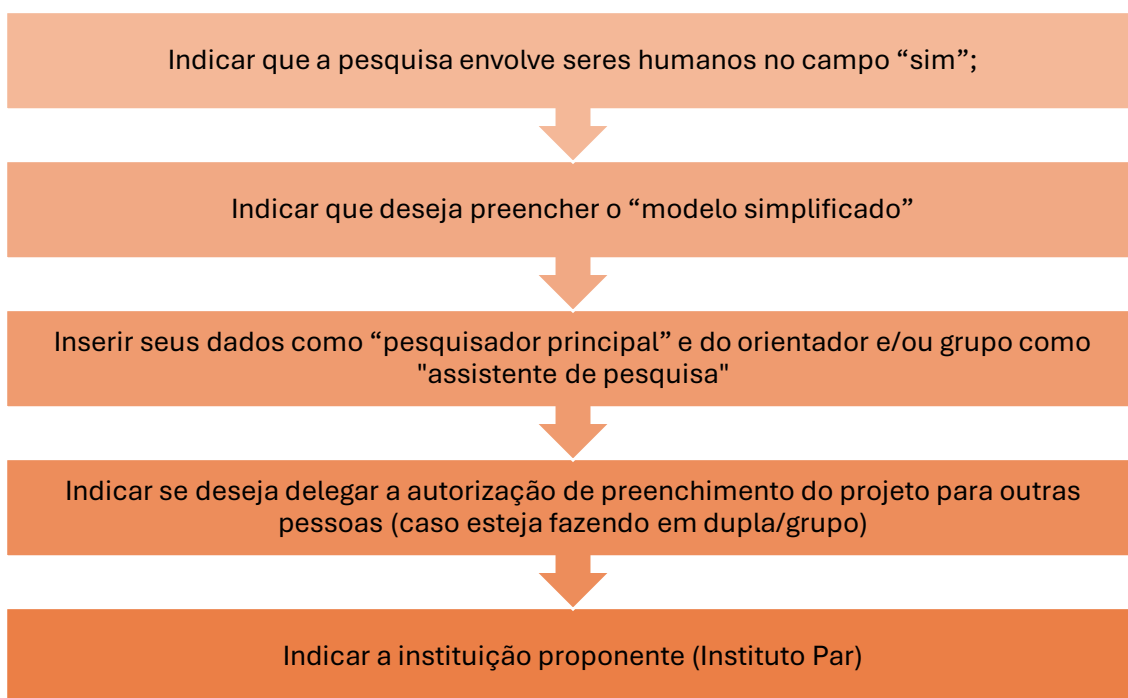 Indicar que a pesquisa envolve seres humanos no campo “sim”;
Indicar que deseja preencher o “modelo simplificado”
Inserir seus dados como “pesquisador principal” e do orientador e/ou grupo como
"assistente de pesquisa"
Indicar se deseja delegar a autorização de preenchimento do projeto para outras
pessoas (caso esteja fazendo em dupla/grupo)
Indicar a instituição proponente (Instituto Par)